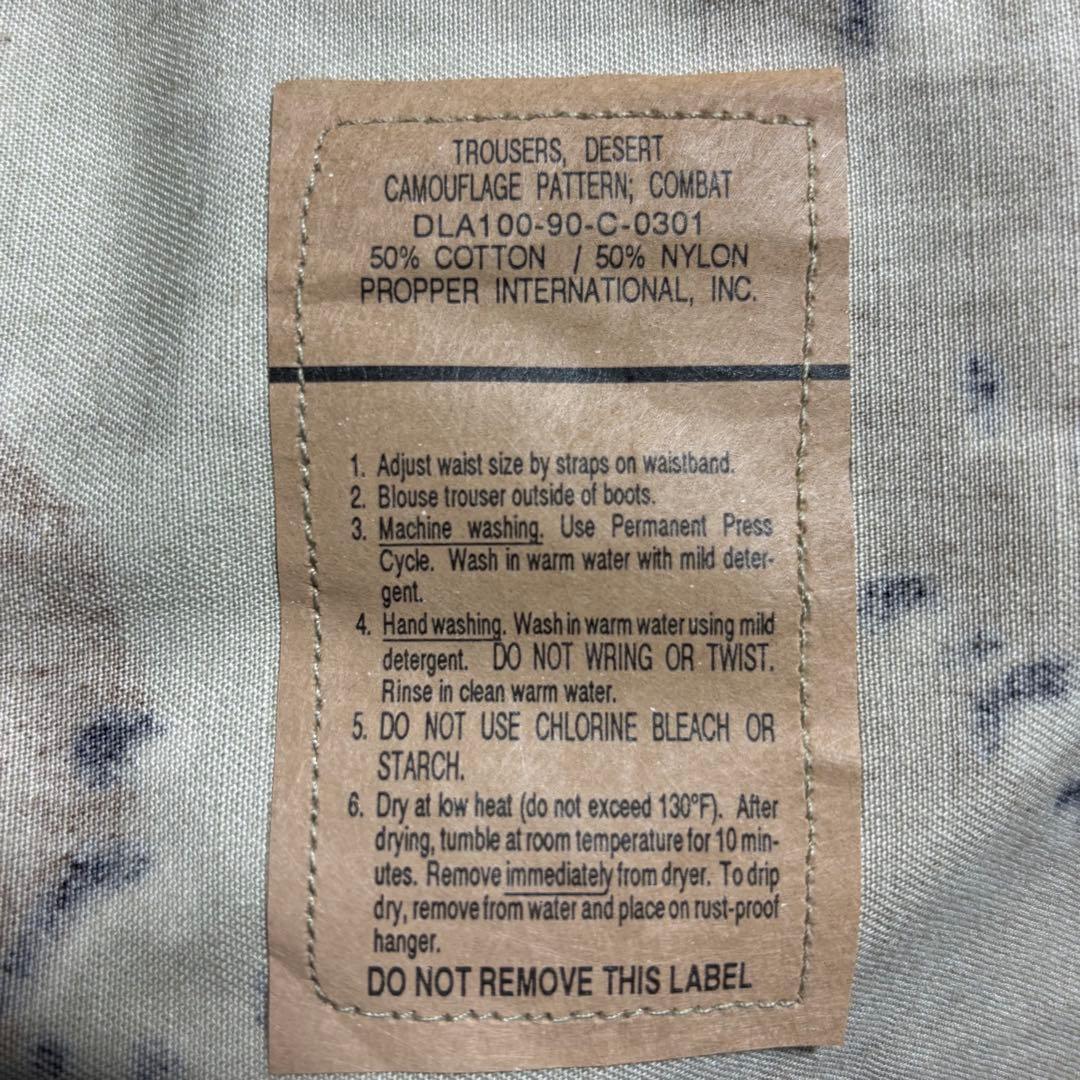 TROUSERS, DESERT
CAMOUFLAGE PATTERN; COMBAT
DLA100-90-C-0301
50% COTTON / 50% NYLON
PROPPER INTERNATIONAL, INC.
1. Adjust waist size by straps on waistband.
2. Blouse trouser outside of boots.
3. Machine washing. Use Permanent Press
Cycle. Wash in warm water with mild deter-
gent.
4. Hand washing. Wash in warm water using mild
detergent. DO NOT WRING OR TWIST.
Rinse in clean warm water.
5. DO NOT USE CHLORINE BLEACH OR
STARCH.
6. Dry at low heat (do not exceed 130°F). After
drying, tumble at room temperature for 10 min-
utes. Remove immediately from dryer. To drip
dry, remove from water and place on rust-proof
hanger.
DO NOT REMOVE THIS LABEL